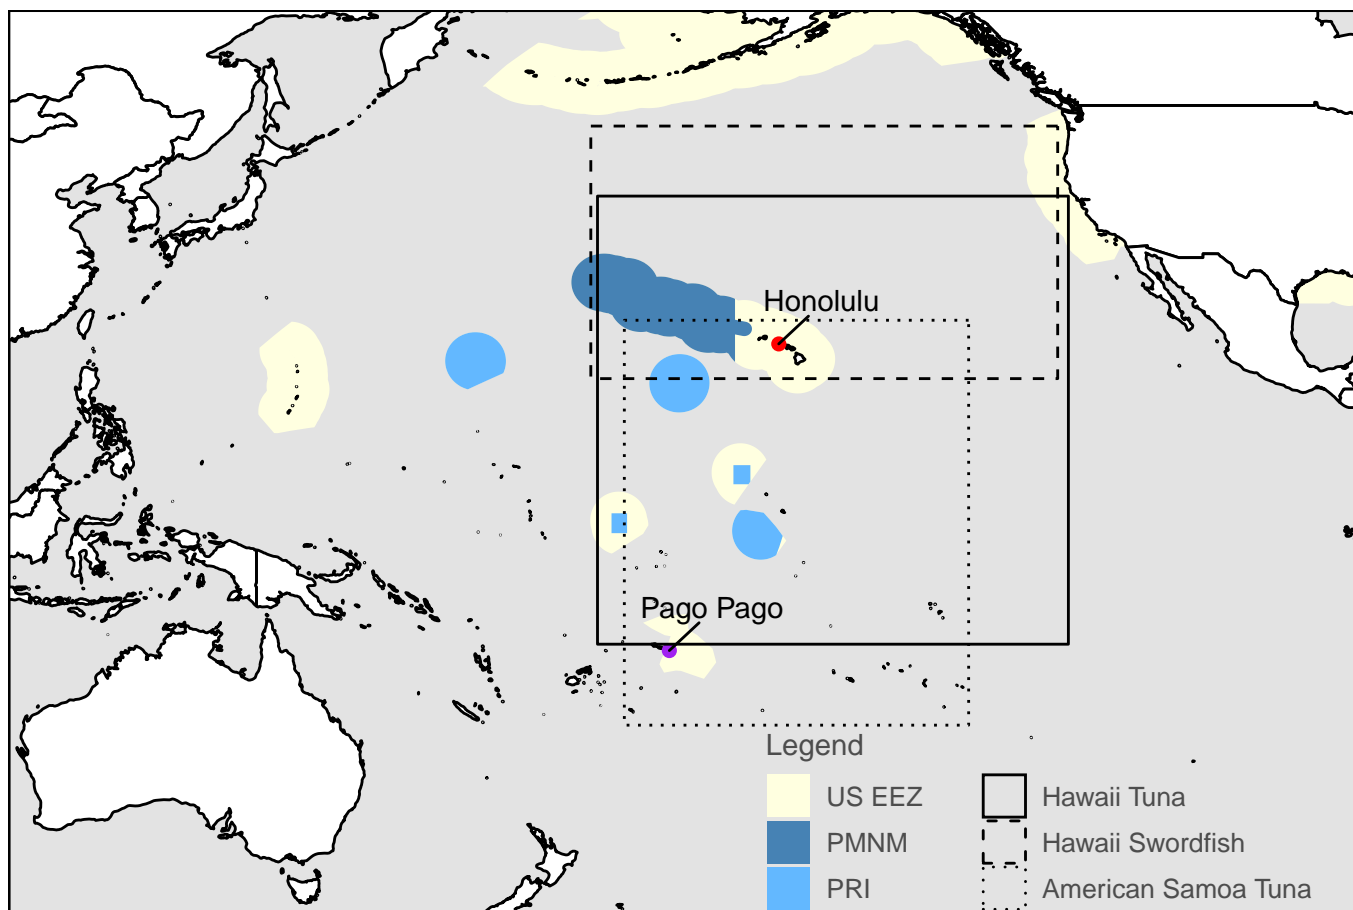 Honolulu
Pago Pago
Legend
US EEZ
PMNM
PRI
Hawaii Tuna
Hawaii Swordfish
American Samoa Tuna